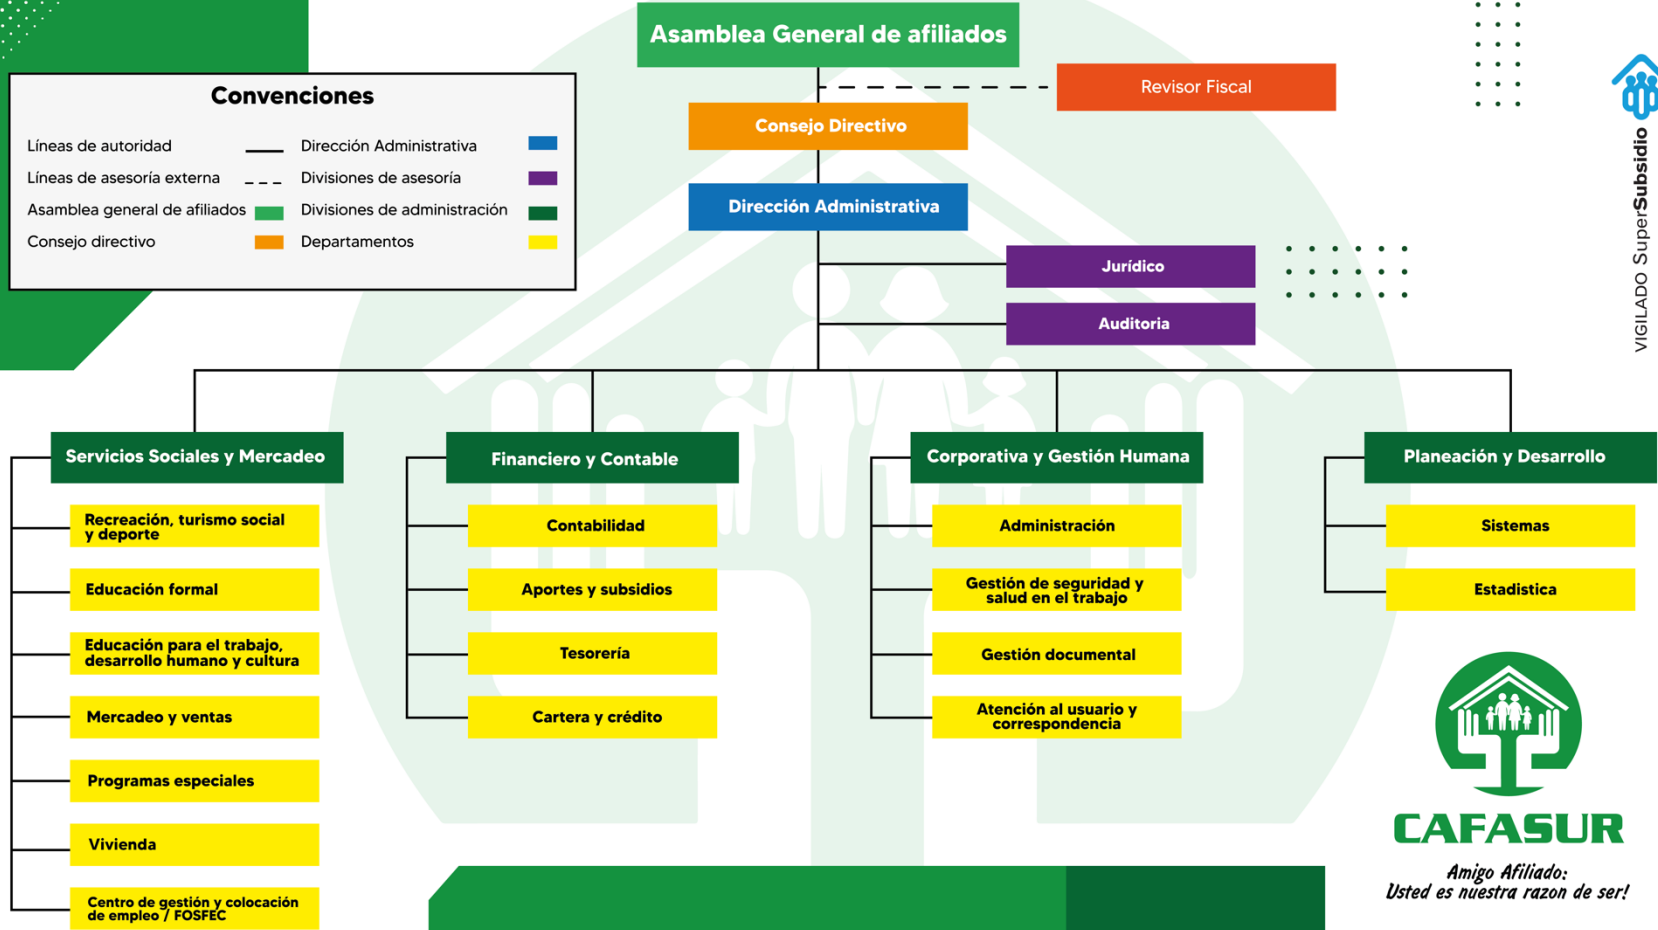 Asamblea General de afiliados
Revisor Fiscal
Consejo Directivo
Dirección Administrativa
Jurídico
Auditoria
Convenciones
Líneas de autoridad
Líneas de asesoría externa
Asamblea general de afiliados
Consejo directivo
Dirección Administrativa
Divisiones de asesoría
Divisiones de administración
Departamentos
VIGILADO SuperSubsidio
Servicios Sociales y Mercadeo
Recreación, turismo social
y deporte
Educación formal
Educación para el trabajo,
desarrollo humano y cultura
Mercadeo y ventas
Programas especiales
Vivienda
Centro de gestión y colocación
de empleo / FOSFEC
Financiero y Contable
Contabilidad
Aportes y subsidios
Tesorería
Cartera y crédito
Corporativa y Gestión Humana
Administración
Gestión de seguridad y
salud en el trabajo
Gestión documental
Atención al usuario y
correspondencia
Planeación y Desarrollo
Sistemas
Estadistica
CAFASUR
Amigo Afiliado:
Usted es nuestra razon de ser!